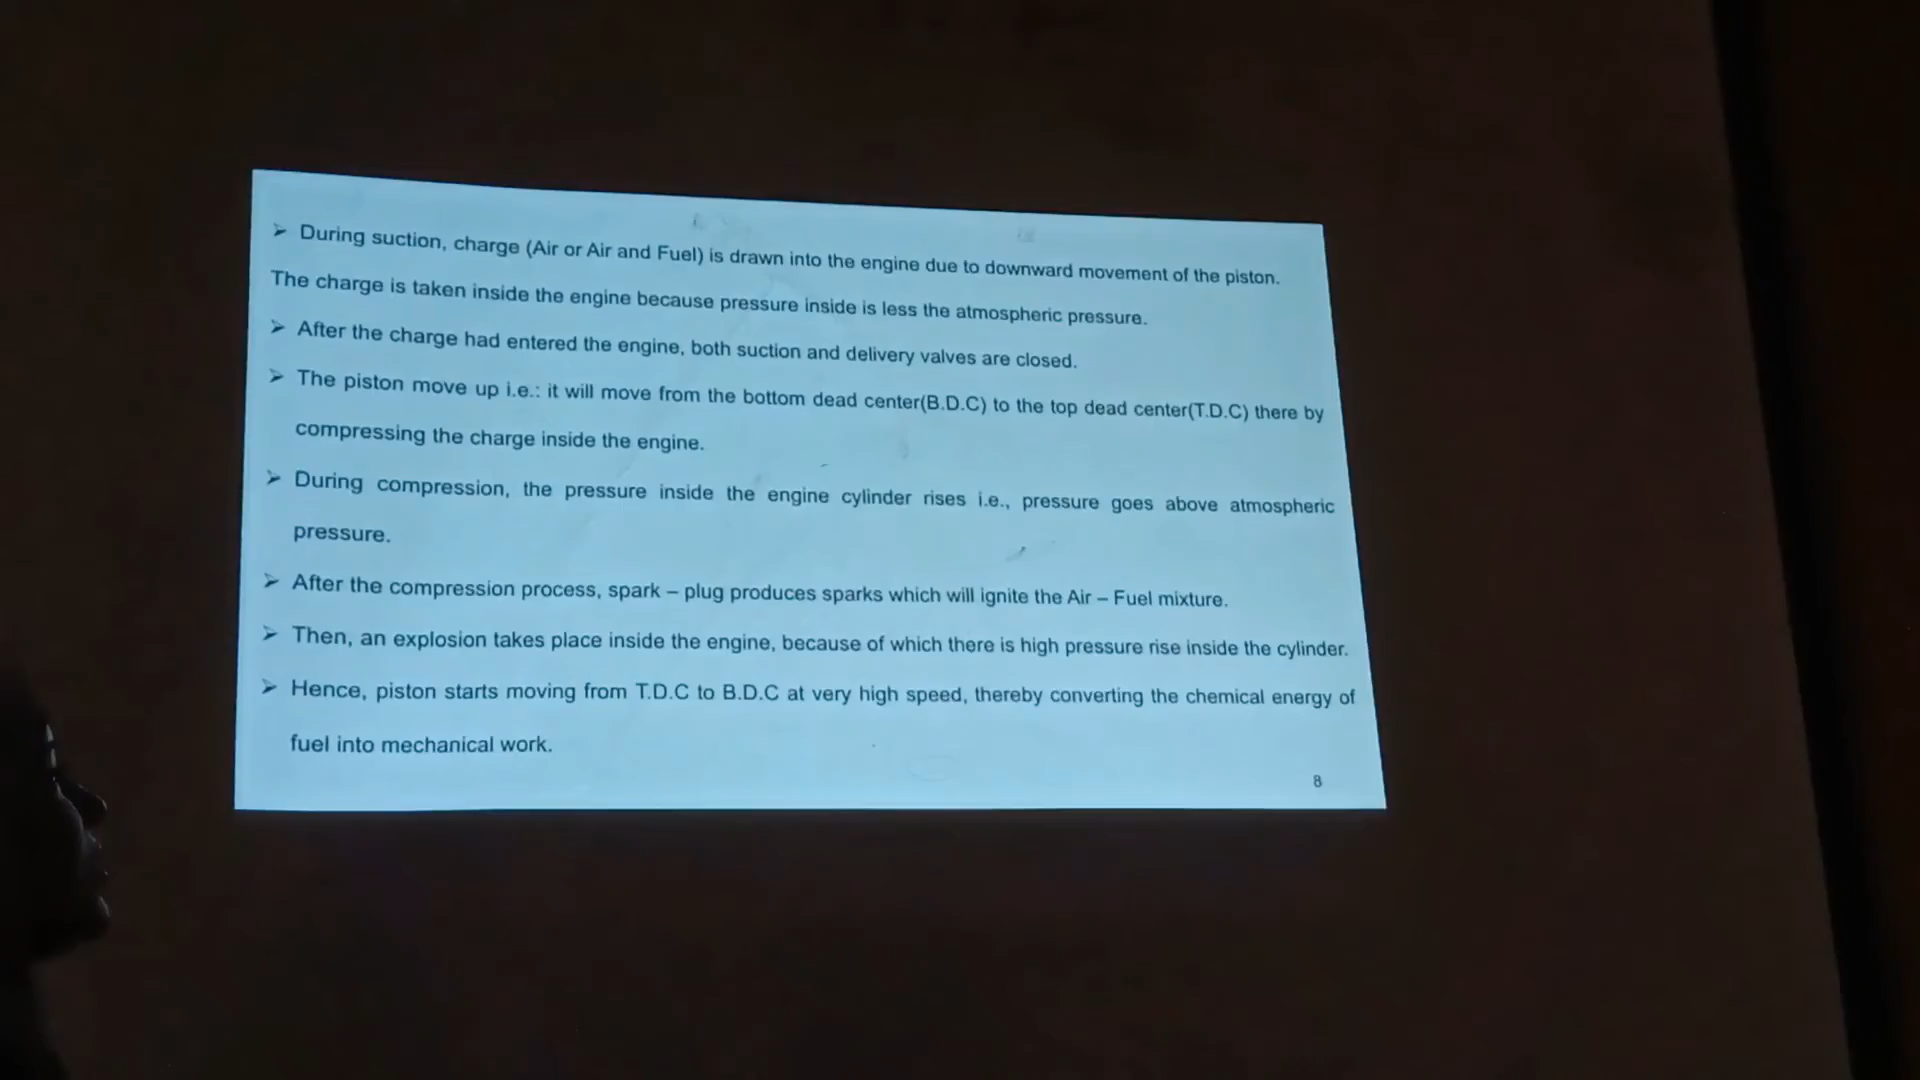 ➢ During suction, charge (Air or Air and Fuel) is drawn into the engine due to downward movement of the piston.
The charge is taken inside the engine because pressure inside is less the atmospheric pressure.
➢ After the charge had entered the engine, both suction and delivery valves are closed.
➢ The piston move up i.e.: it will move from the bottom dead center(B.D.C) to the top dead center(T.D.C) there by
compressing the charge inside the engine.
➢ During compression, the pressure inside the engine cylinder rises i.e., pressure goes above atmospheric
pressure.
➢ After the compression process, spark – plug produces sparks which will ignite the Air – Fuel mixture.
➢ Then, an explosion takes place inside the engine, because of which there is high pressure rise inside the cylinder.
➢ Hence, piston starts moving from T.D.C to B.D.C at very high speed, thereby converting the chemical energy of
fuel into mechanical work.
8